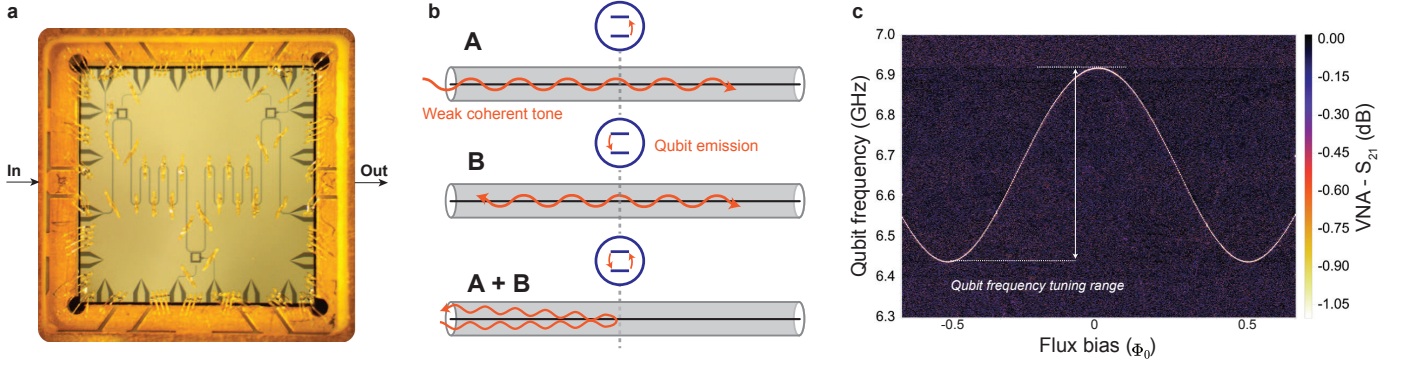 a
In
Out
b
A
Weak coherent tone
B
Qubit emission
A + B
c
Qubit frequency (GHz)
7.0
6.9
6.8
6.7
6.6
6.5
6.4
6.3
Qubit frequency tuning range
-0.5
0
0.5
Flux bias (Φ₀)
0.00
-0.15
-0.30
-0.45
-0.60
-0.75
-0.90
-1.05
VNA - S₂₁ (dB)